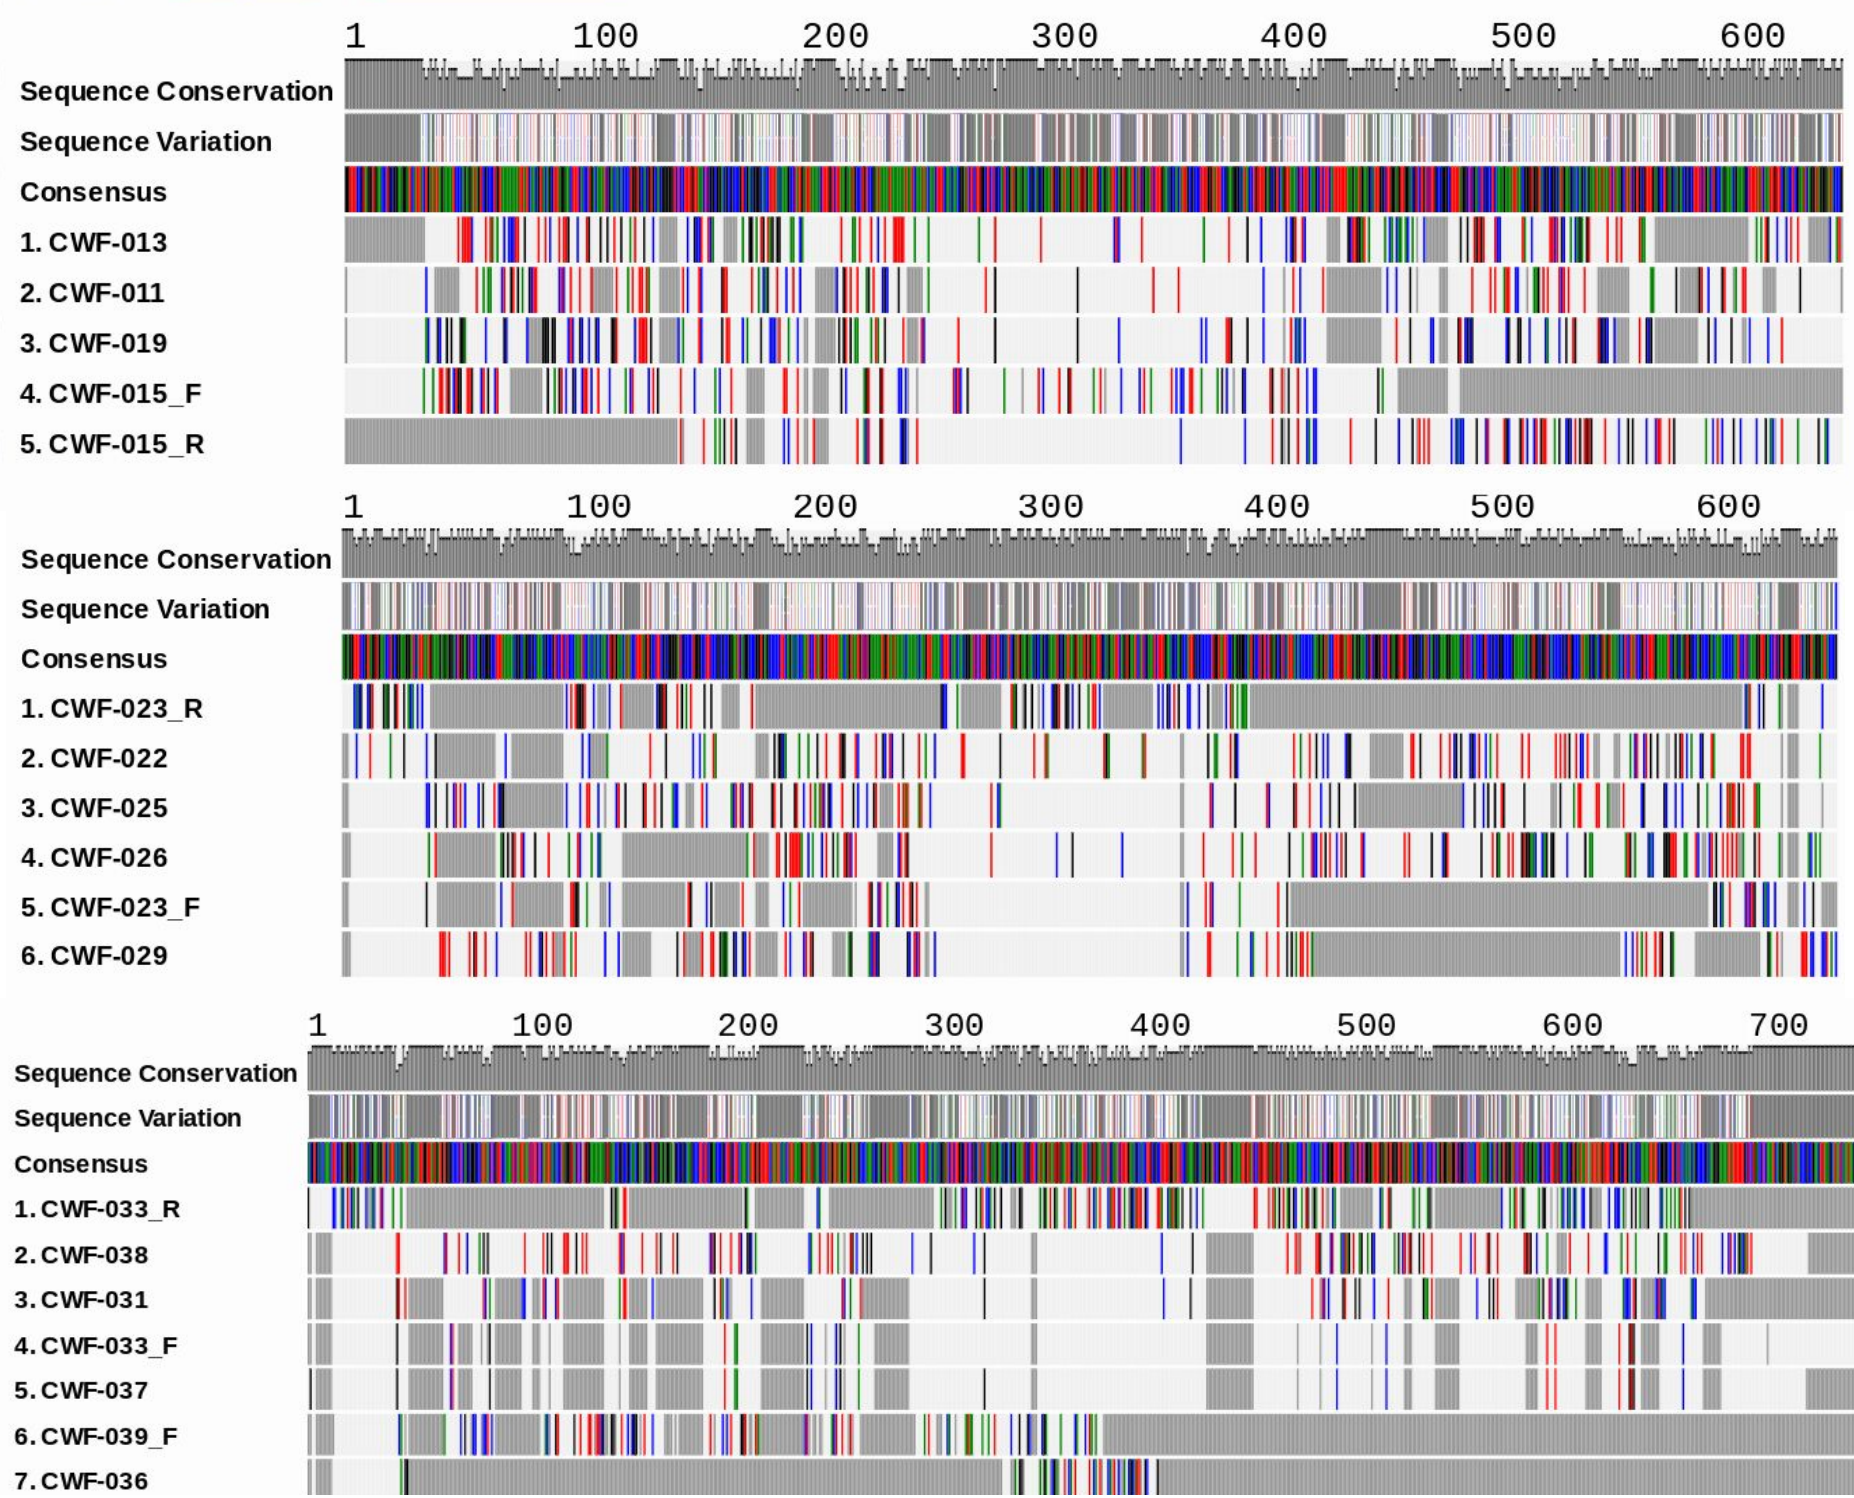 1 100 200 300 400 500 600
Sequence Conservation
Sequence Variation
Consensus
1. CWF-013
2. CWF-011
3. CWF-019
4. CWF-015_F
5. CWF-015_R
1 100 200 300 400 500 600
Sequence Conservation
Sequence Variation
Consensus
1. CWF-023_R
2. CWF-022
3. CWF-025
4. CWF-026
5. CWF-023_F
6. CWF-029
1 100 200 300 400 500 600 700
Sequence Conservation
Sequence Variation
Consensus
1. CWF-033_R
2. CWF-038
3. CWF-031
4. CWF-033_F
5. CWF-037
6. CWF-039_F
7. CWF-036